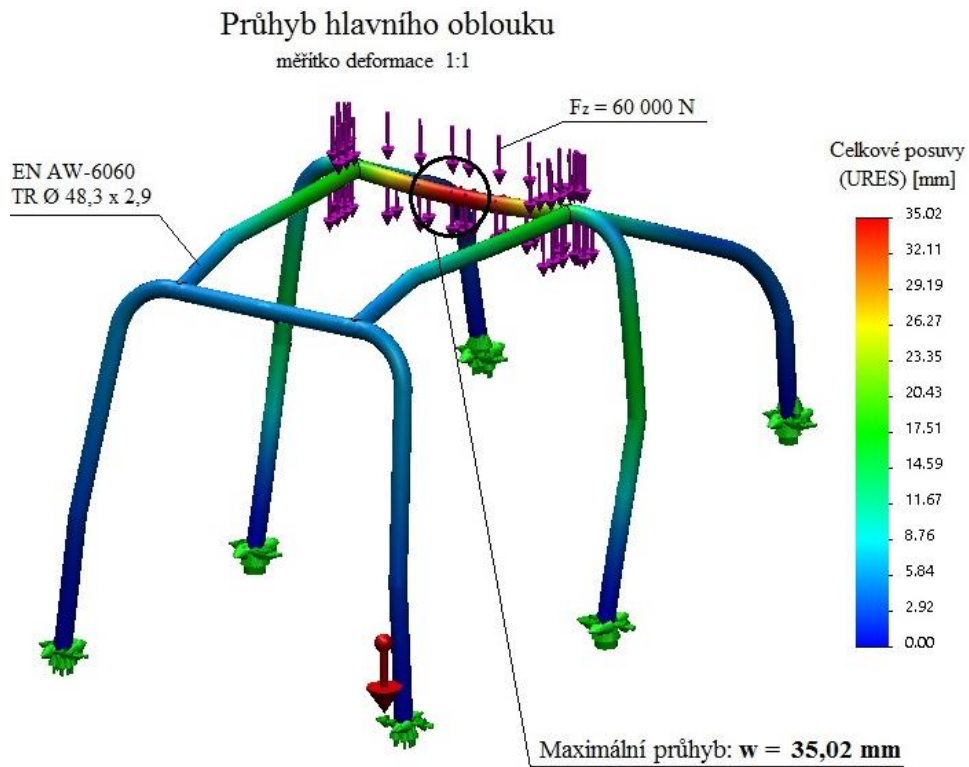 Průhyb hlavního oblouku
měřítko deformace 1:1
Fz = 60 000 N
EN AW-6060
TR Ø 48,3 x 2,9
Celkové posuvy
(URES) [mm]
35.02
32.11
29.19
26.27
23.35
20.43
17.51
14.59
11.67
8.76
5.84
2.92
0.00
Maximální průhyb: w = 35,02 mm